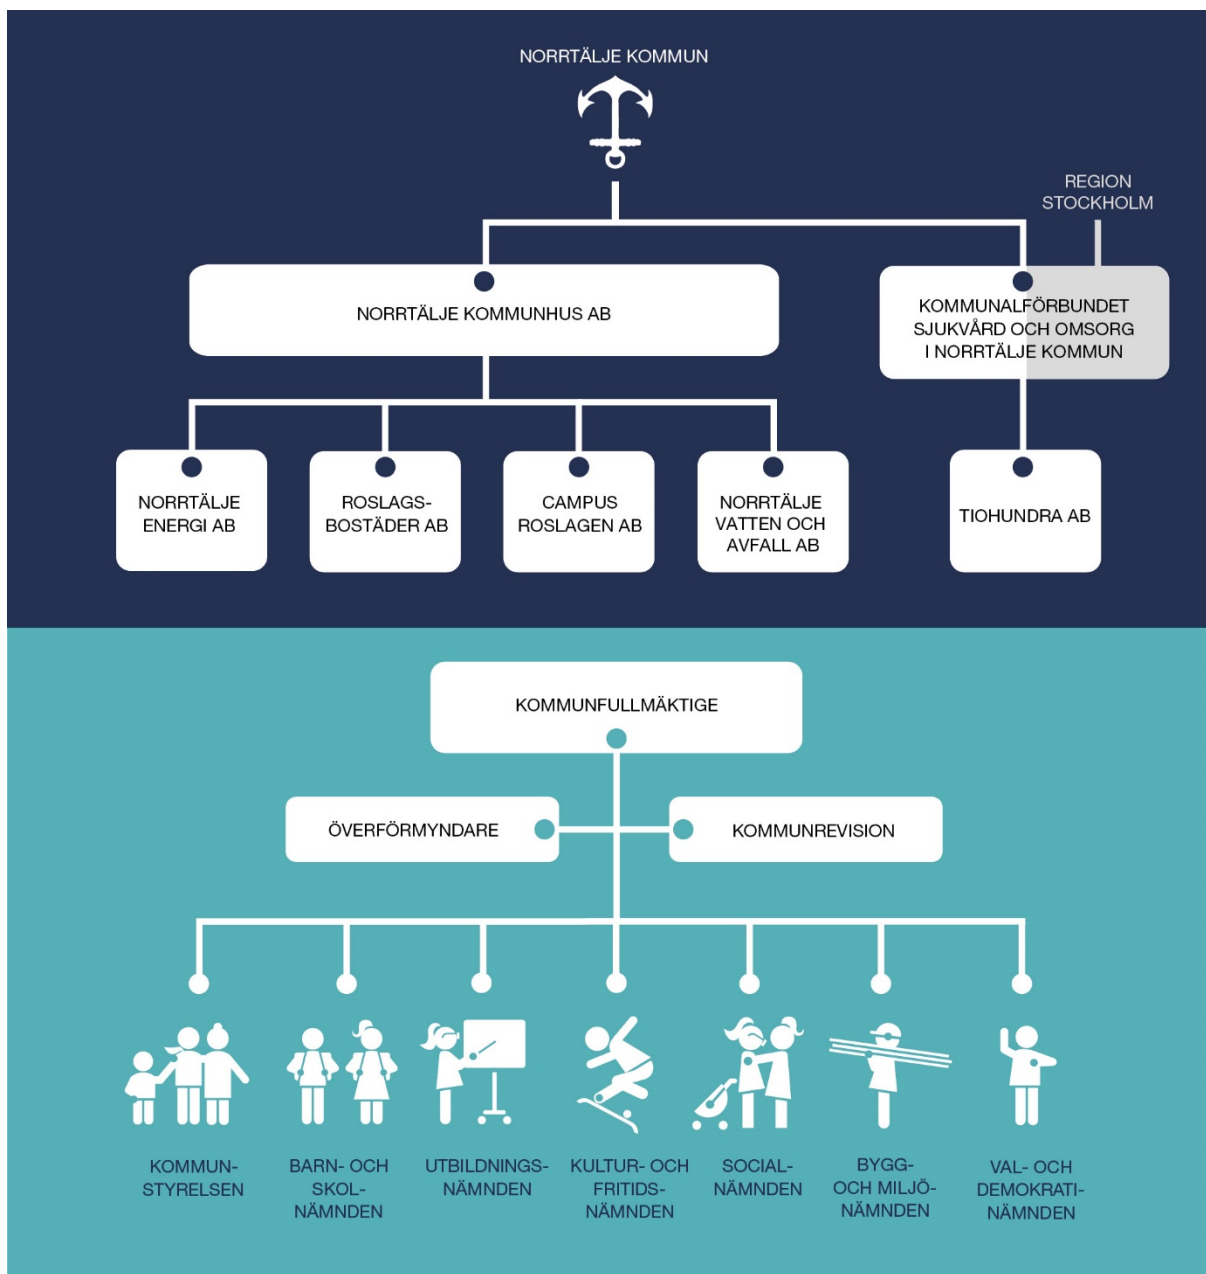 NORRTÄLJE KOMMUN
REGION
STOCKHOLM
NORRTÄLJE KOMMUNHUS AB
KOMMUNALFÖRBUNDET
SJUKVÅRD OCH OMSORG
I NORRTÄLJE KOMMUN
NORRTÄLJE
ENERGI AB
ROSLAGS-
BOSTÄDER AB
CAMPUS
ROSLAGEN AB
NORRTÄLJE
VATTEN OCH
AVFALL AB
TIOHUNDRA AB
KOMMUNFULLMÄKTIGE
ÖVERFÖRMYNDARE
KOMMUNREVISION
KOMMUN-
STYRELSEN
BARN- OCH
SKOL-
NÄMNDEN
UTBILDNINGS-
NÄMNDEN
KULTUR- OCH
FRITIDS-
NÄMNDEN
SOCIAL-
NÄMNDEN
BYGG-
OCH MILJÖ-
NÄMNDEN
VAL- OCH
DEMOKRATI-
NÄMNDEN